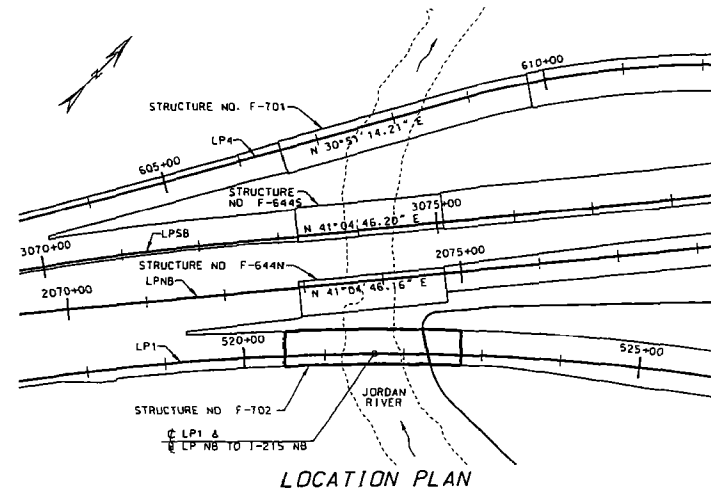 610+00
STRUCTURE NO. F-701
LP4
N 30°51'14.21" E
605+00
STRUCTURE
NO F-644S
3075+00
N 41°04'46.20" E
3070+00
LPSB
STRUCTURE NO F-644N
2075+00
LPNB
N 41°04'46.16" E
2070+00
520+00
LP1
525+00
STRUCTURE NO F-702
JORDAN
RIVER
℄ LP1 &
LP NB TO I-215 NB
LOCATION PLAN